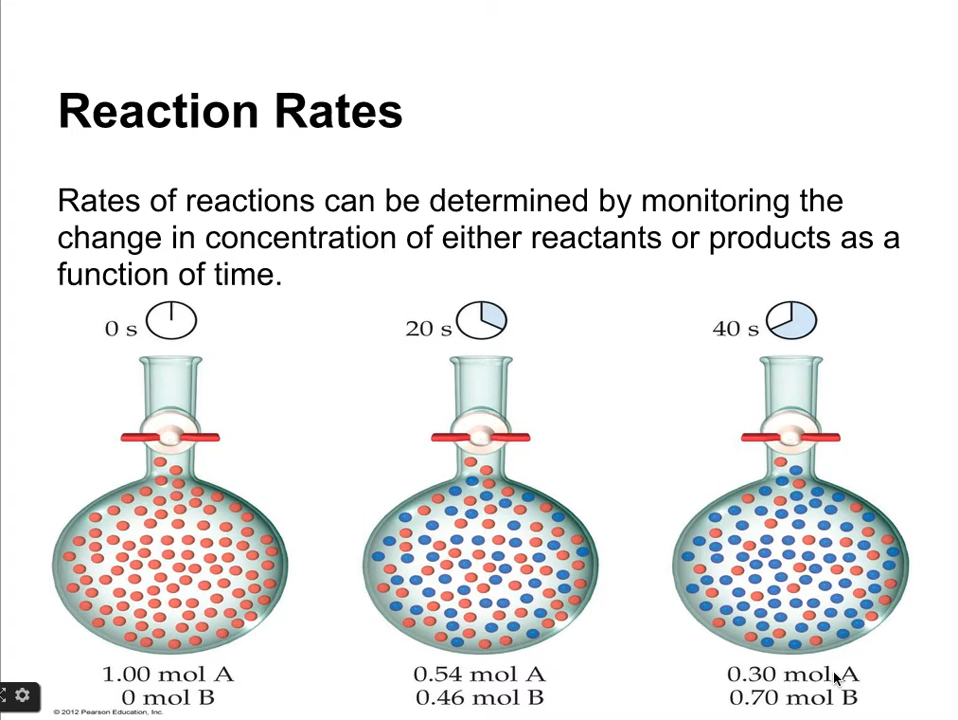 Reaction Rates
Rates of reactions can be determined by monitoring the
change in concentration of either reactants or products as a
function of time.
0 s
20 s
40 s
1.00 mol A
0 mol B
0.54 mol A
0.46 mol B
0.30 mol A
0.70 mol B
© 2012 Pearson Education, Inc.